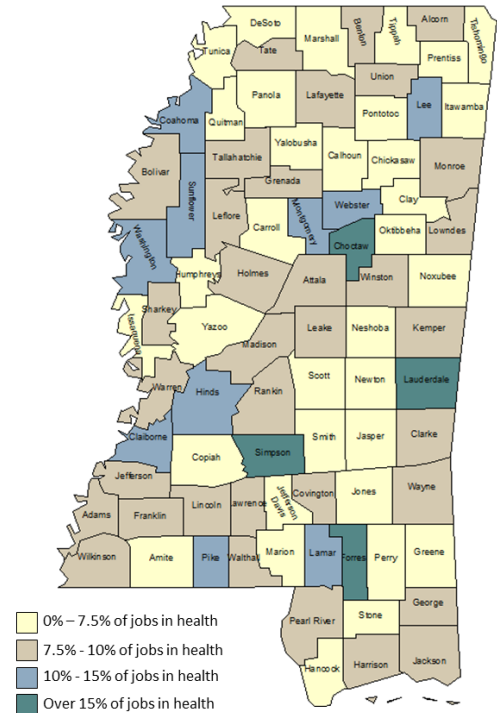 DeSoto
Marshall
Benton
Tippah
Alcorn
Tishomingo
Tunica
Tate
Prentiss
Union
Panola
Lafayette
Lee
Itawamba
Coahoma
Quitman
Pontotoc
Yalobusha
Calhoun
Chickasaw
Tallahatchie
Monroe
Bolivar
Grenada
Sunflower
Leflore
Carroll
Montgomery
Webster
Clay
Washington
Choctaw
Oktibbeha
Lowndes
Humphreys
Holmes
Attala
Winston
Noxubee
Sharkey
Issaquena
Yazoo
Madison
Leake
Neshoba
Kemper
Warren
Hinds
Rankin
Scott
Newton
Lauderdale
Claiborne
Copiah
Simpson
Smith
Jasper
Clarke
Jefferson
Adams
Franklin
Lincoln
Lawrence
Jefferson
Davis
Covington
Jones
Wayne
Wilkinson
Amite
Pike
Walthall
Marion
Lamar
Forres
Perry
Greene
Pearl River
Stone
George
Hancock
Harrison
Jackson
0% – 7.5% of jobs in health
7.5% - 10% of jobs in health
10% - 15% of jobs in health
Over 15% of jobs in health